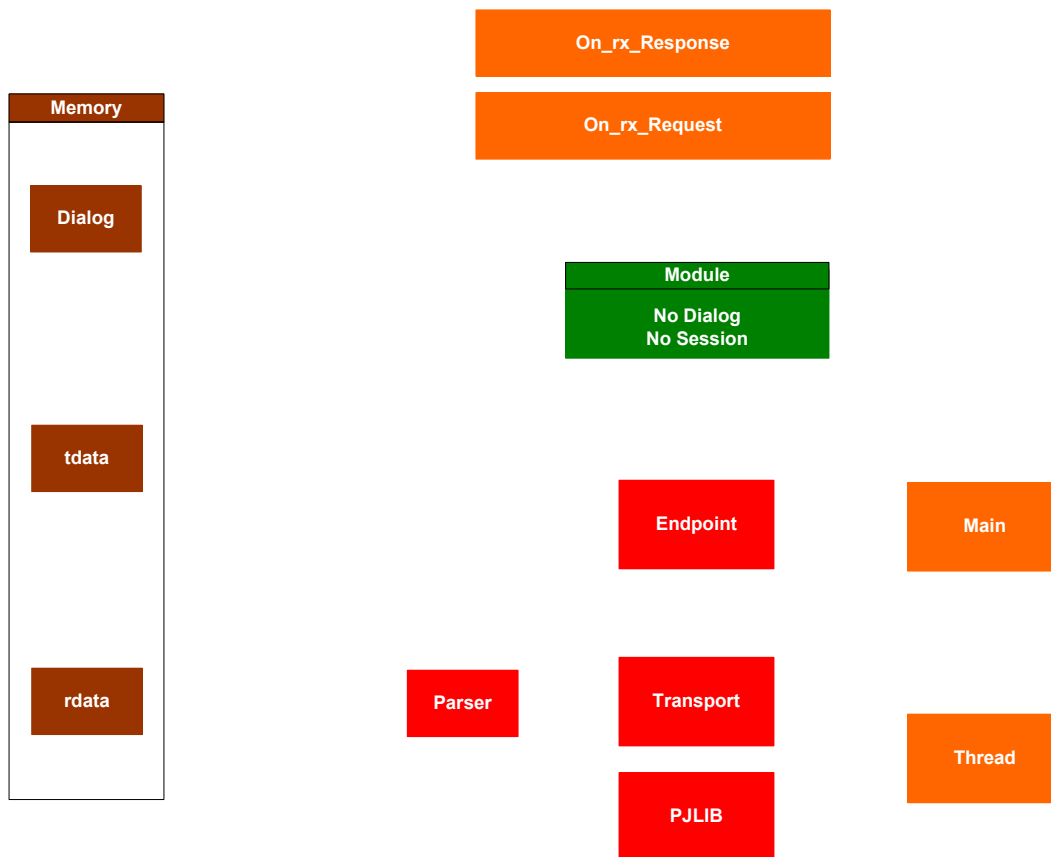 On_rx_Response
On_rx_Request
Memory
Dialog
tdata
rdata
Module
No Dialog
No Session
Endpoint
Main
Parser
Transport
Thread
PJLIB